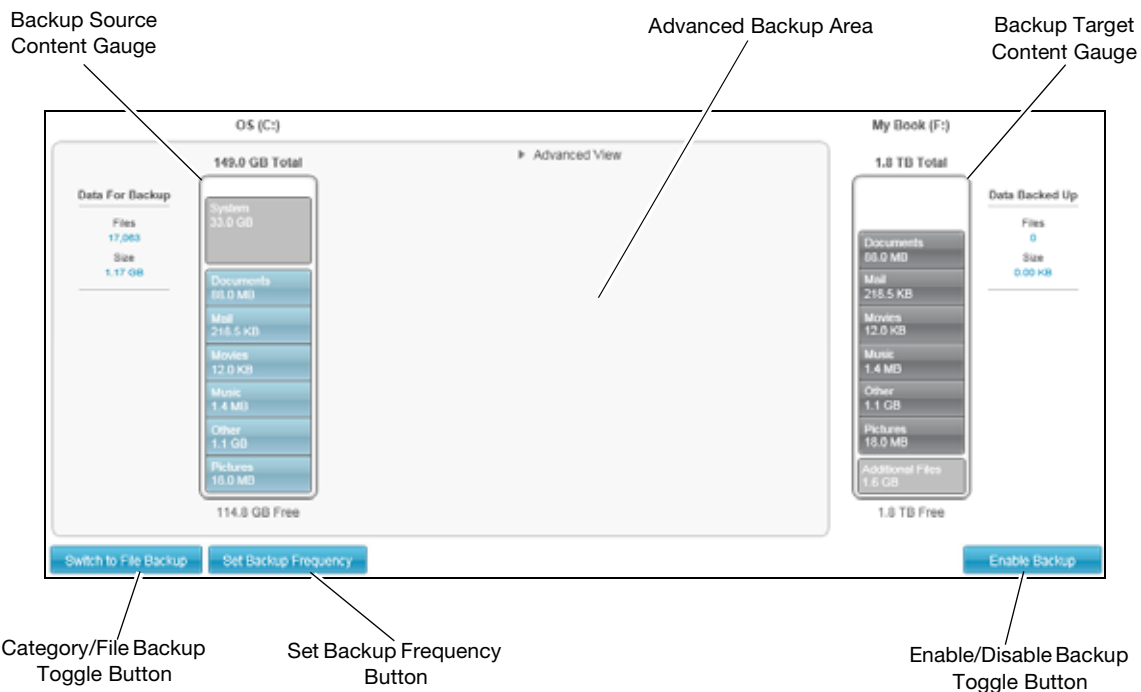 Backup Source
Content Gauge
Advanced Backup Area
Backup Target
Content Gauge
OS (C:)
My Book (F:)
149.0 GB Total
Advanced View
1.8 TB Total
Data For Backup
Files
17,063
Size
1.17 GB
System
33.0 GB
Documents
68.0 MB
Mail
218.5 KB
Movies
12.0 KB
Music
1.4 MB
Other
1.1 GB
Pictures
18.0 MB
114.8 GB Free
Documents
68.0 MB
Mail
218.5 KB
Movies
12.0 KB
Music
1.4 MB
Other
1.1 GB
Pictures
18.0 MB
Additional Files
1.6 GB
1.8 TB Free
Data Backed Up
Files
0
Size
0.00 KB
Switch to File Backup
Set Backup Frequency
Enable Backup
Category/File Backup
Toggle Button
Set Backup Frequency
Button
Enable/Disable Backup
Toggle Button